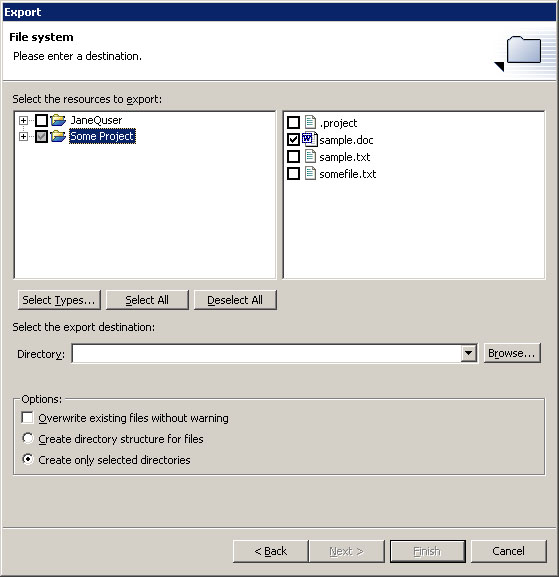 Export
File system
Please enter a destination.
Select the resources to export:
JaneQuser
Some Project
.project
sample.doc
sample.txt
somefile.txt
Select Types... Select All Deselect All
Select the export destination:
Directory: Browse...
Options:
Overwrite existing files without warning
Create directory structure for files
Create only selected directories
< Back Next > Finish Cancel